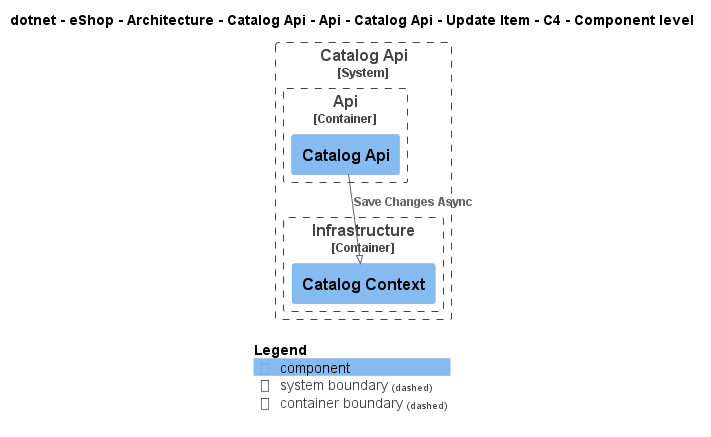 dotnet - eShop - Architecture - Catalog Api - Api - Catalog Api - Update Item - C4 - Component level
Catalog Api
[System]
Api
[Container]
Catalog Api
Save Changes Async
Infrastructure
[Container]
Catalog Context
Legend
component
system boundary (dashed)
container boundary (dashed)